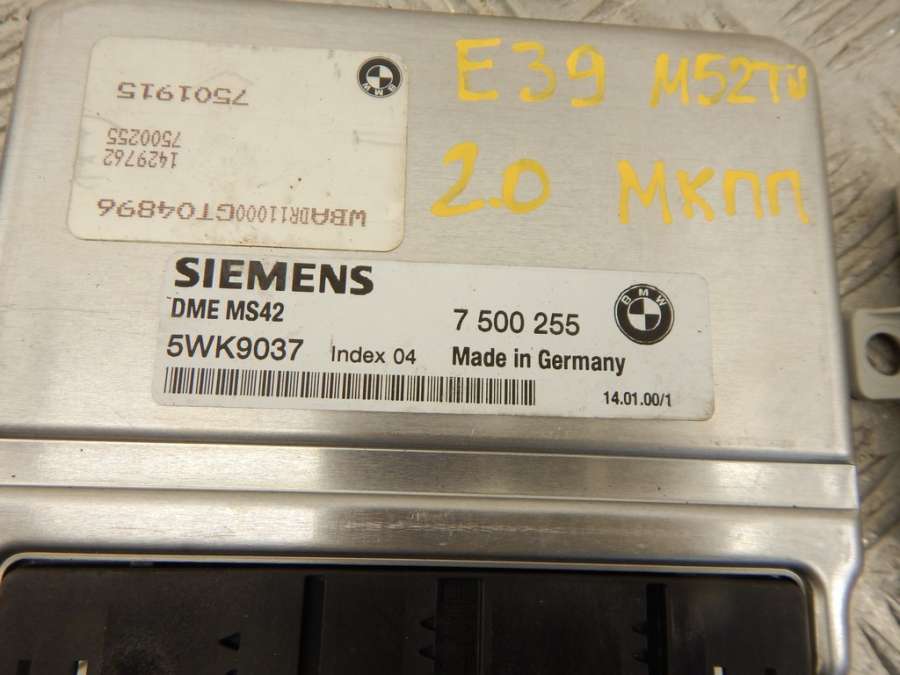 E39 M52TU
2.0 МКПП
7501915
7500255
1429762
WBADR11000GT04896
SIEMENS
DME MS42
7 500 255
BMW
5WK9037 Index 04 Made in Germany
14.01.00/1